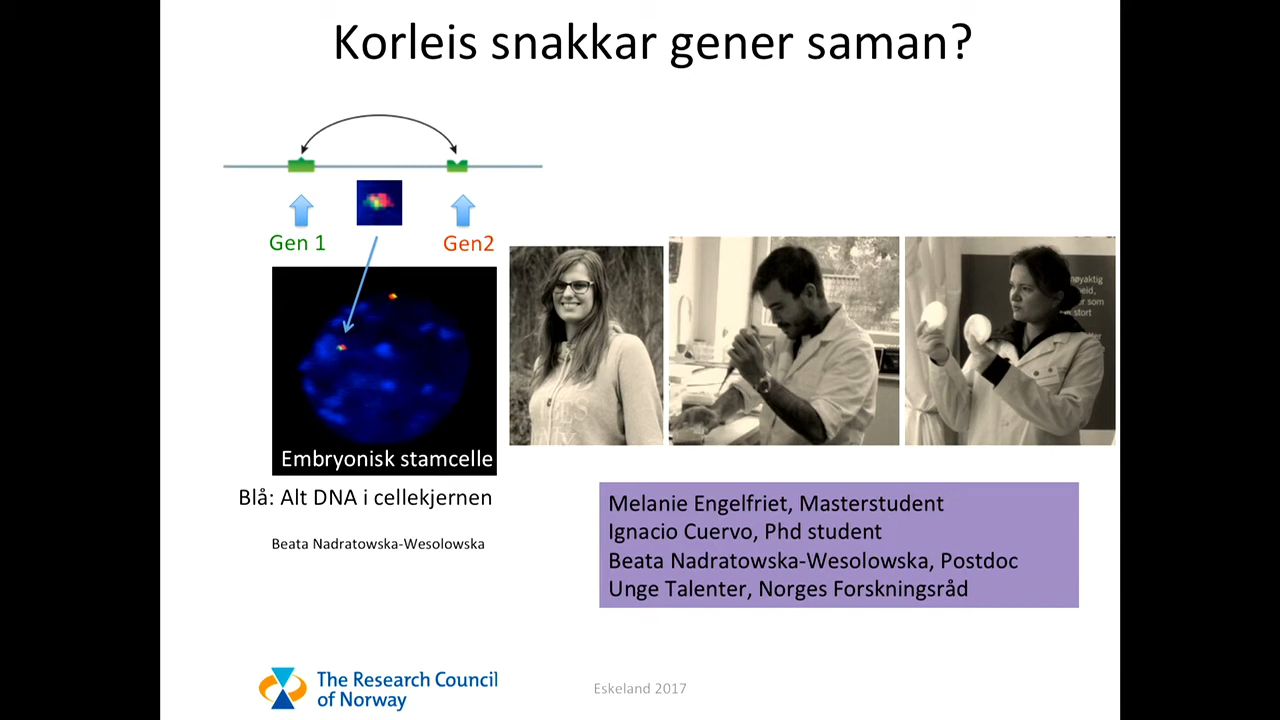 Korleis snakkar gener saman?
Gen 1
Gen2
Embryonisk stamcelle
Blå: Alt DNA i cellekjernen
Beata Nadratowska-Wesolowska
Melanie Engelfriet, Masterstudent
Ignacio Cuervo, Phd student
Beata Nadratowska-Wesolowska, Postdoc
Unge Talenter, Norges Forskningsråd
The Research Council
of Norway
Eskeland 2017
som
stort